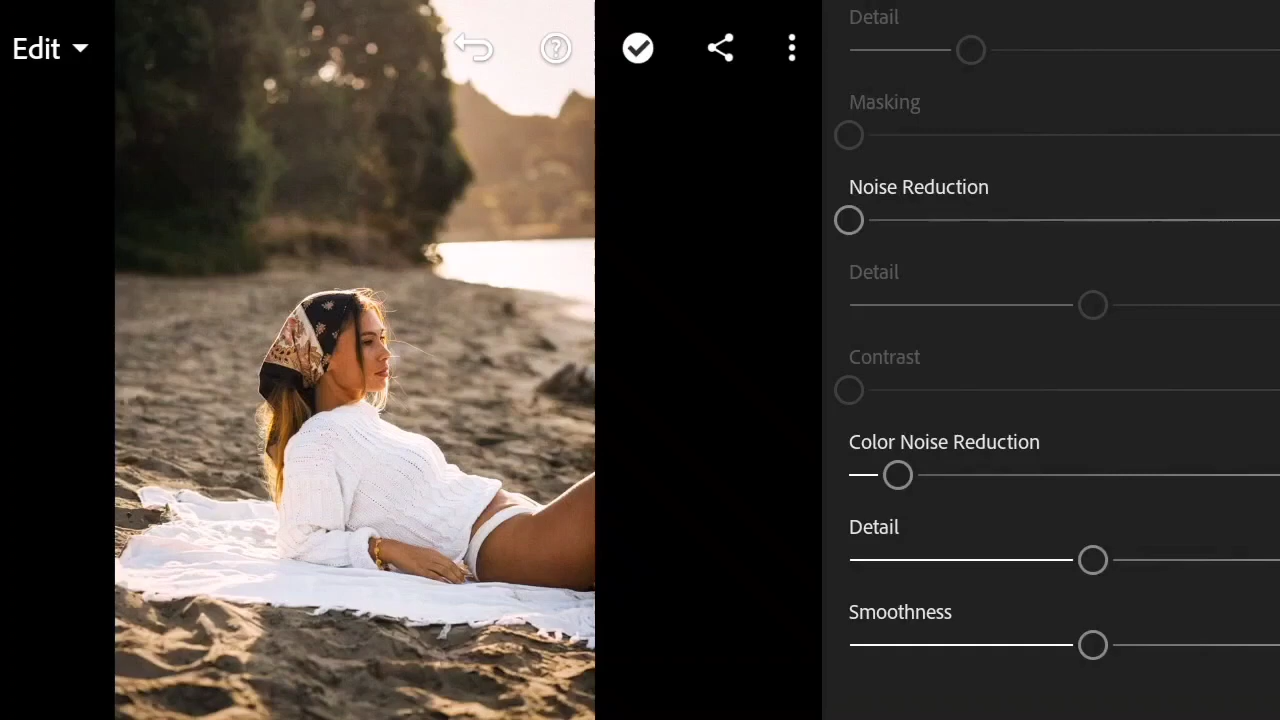 Edit
?
Detail
Masking
Noise Reduction
Detail
Contrast
Color Noise Reduction
Detail
Smoothness